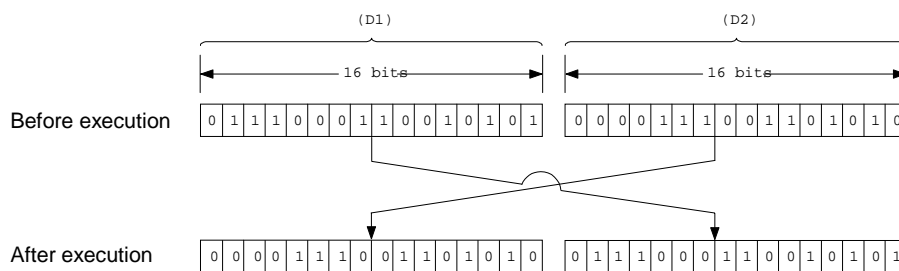 (D1) (D2)
16 bits 16 bits
Before execution 0 1 1 1 0 0 0 1 1 0 0 1 0 1 0 1 0 0 0 0 1 1 1 0 0 1 1 0 1 0 1 0
After execution 0 0 0 0 1 1 1 0 0 1 1 0 1 0 1 0 0 1 1 1 0 0 0 1 1 0 0 1 0 1 0 1